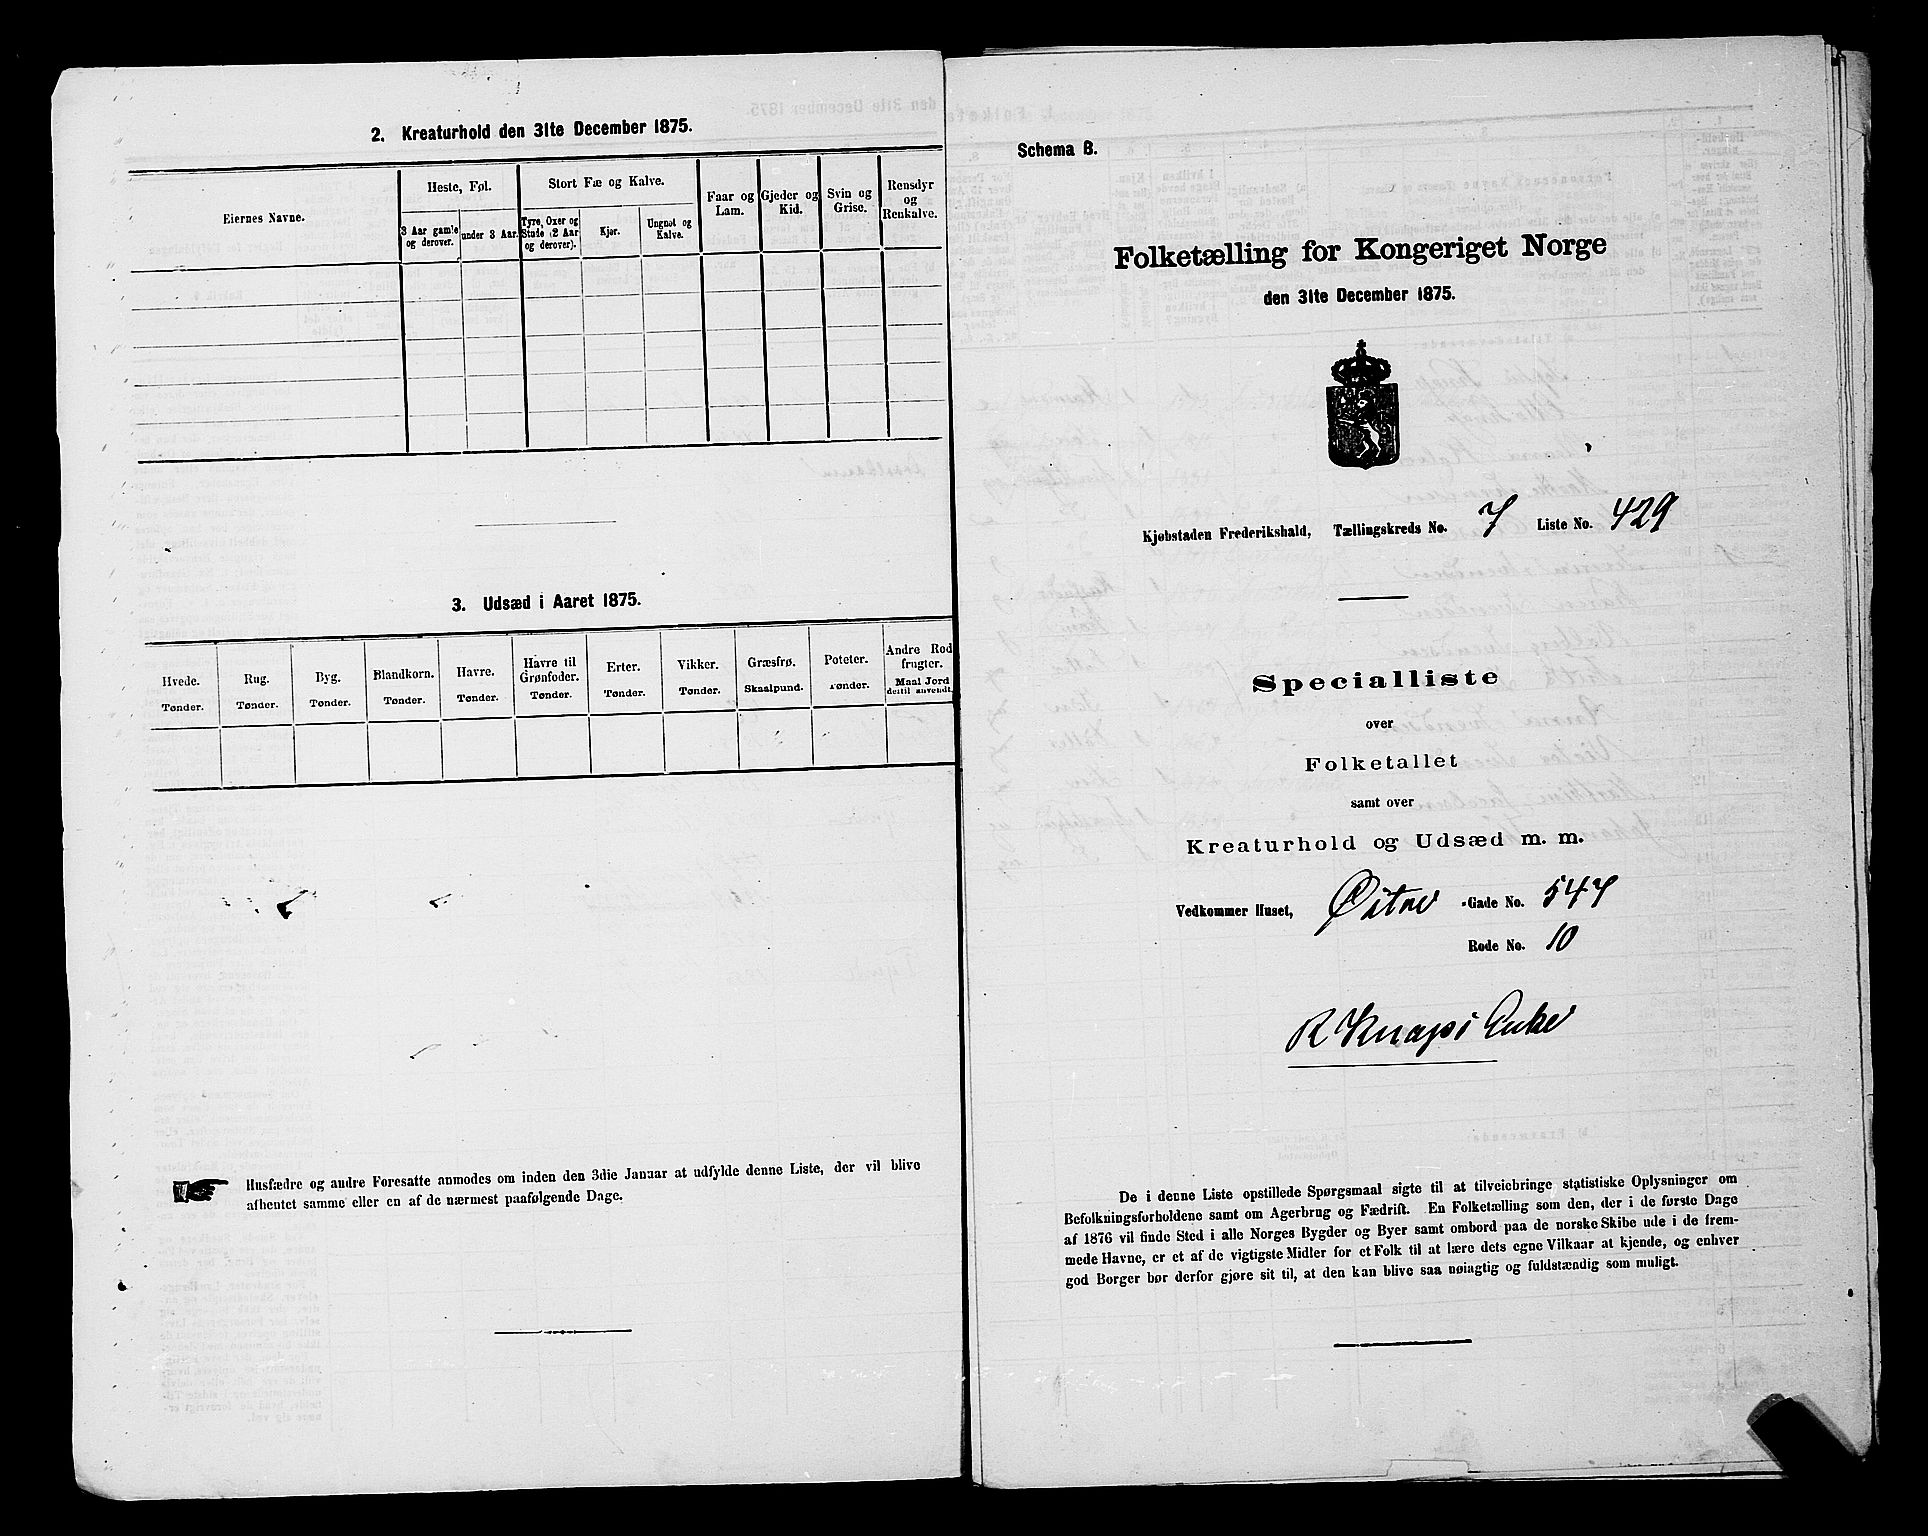 2. Kreaturhold den 31te December 1875.
Eiernes Navne.
Heste, Føl.
3 Aar gamle og derover.
under 3 Aar.
Stort Fæ og Kalve.
Tyre, Oxer og Stude (2 Aar og derover).
Kjør.
Ungnøt og Kalve.
Faar og Lam.
Gjeder og Kid.
Svin og Grise.
Rensdyr og Renkalve.
3. Udsæd i Aaret 1875.
Hvede. Tønder.
Rug. Tønder.
Byg. Tønder.
Blandkorn. Tønder.
Havre. Tønder.
Havre til Grønfoder. Tønder.
Erter. Tønder.
Vikker. Tønder.
Græsfrø. Skaalpund.
Poteter. Tønder.
Andre Rodfrugter. Maal Jord dertil anvendt.
Husfædre og andre Foresatte anmodes om inden den 3die Januar at udfylde denne Liste, der vil blive
afhentet samme eller en af de nærmest paafølgende Dage.
Schema B.
Folketælling for Kongeriget Norge
den 31te December 1875.
Kjøbstaden Frederikshald, Tællingskreds No. 7 Liste No. 429
Specialliste
over
Folketallet
samt over
Kreaturhold og Udsæd m. m.
Vedkommer Huset, Østre -Gade No. 547
Rode No. 10
R Knaps Enke
De i denne Liste opstillede Spørgsmaal sigte til at tilveiebringe statistiske Oplysninger om
Befolkningsforholdene samt om Agerbrug og Fædrift. En Folketælling som den, der i de første Dage
af 1876 vil finde Sted i alle Norges Bygder og Byer samt ombord paa de norske Skibe ude i de frem-
mede Havne, er et af de vigtigste Midler for et Folk til at lære dets egne Vilkaar at kjende, og enhver
god Borger bør derfor gjøre sit til, at den kan blive saa nøiagtig og fuldstændig som muligt.